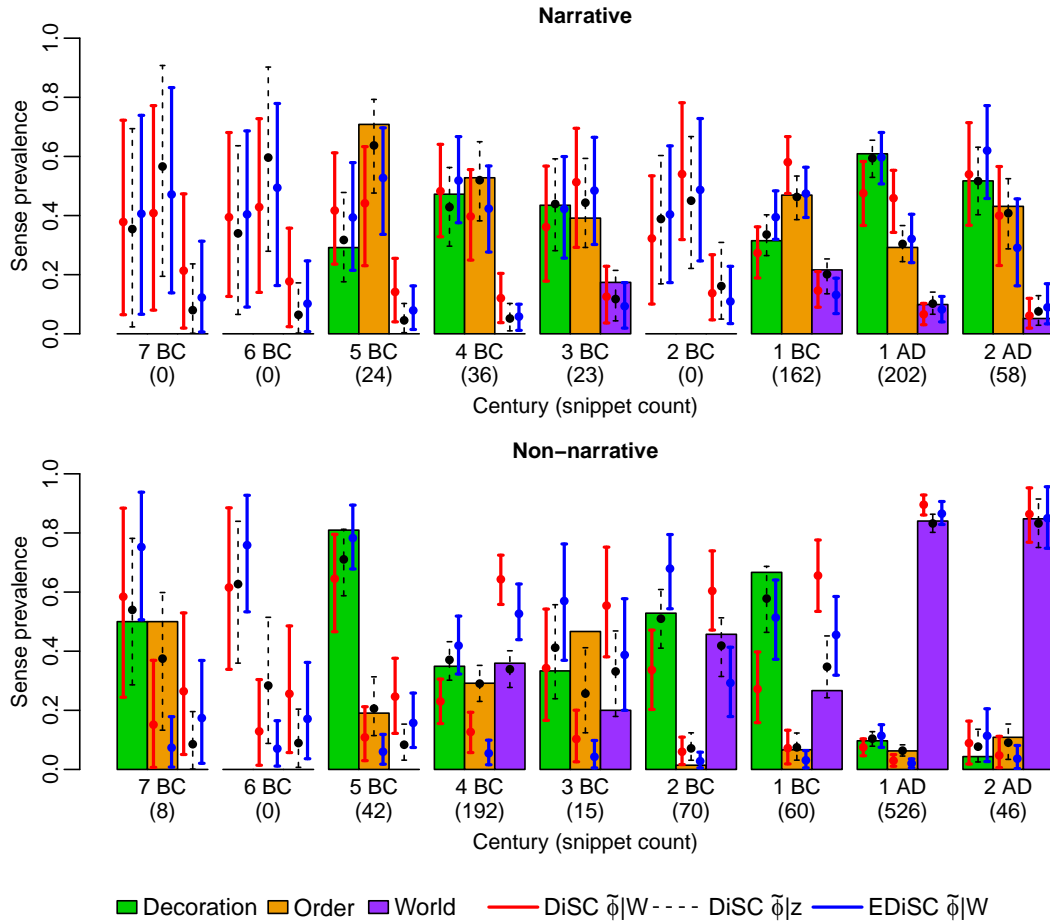 Narrative
Sense prevalence
0.0 0.2 0.4 0.6 0.8 1.0
7 BC 6 BC 5 BC 4 BC 3 BC 2 BC 1 BC 1 AD 2 AD
(0) (0) (24) (36) (23) (0) (162) (202) (58)
Century (snippet count)
Non−narrative
Sense prevalence
0.0 0.2 0.4 0.6 0.8 1.0
7 BC 6 BC 5 BC 4 BC 3 BC 2 BC 1 BC 1 AD 2 AD
(8) (0) (42) (192) (15) (70) (60) (526) (46)
Century (snippet count)
Decoration Order World DiSC ϕ̃|W DiSC ϕ̃|z EDiSC ϕ̃|W